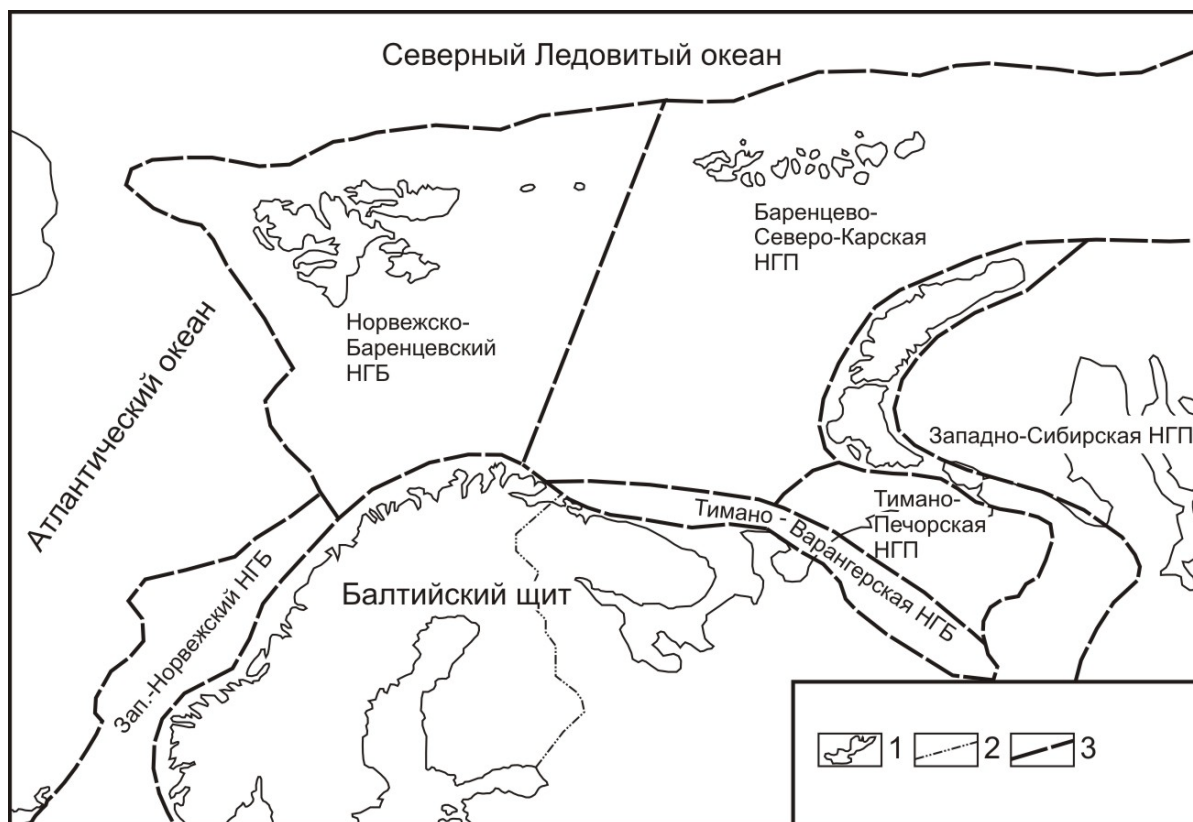 Северный Ледовитый океан
Баренцево-
Северо-Карская
НГП
Норвежско-
Баренцевский
НГБ
Атлантический океан
Западно-Сибирская НГП
Тимано-
Печорская
НГП
Тимано - Варангерская НГБ
Балтийский щит
Зап.-Норвежский НГБ
1
2
3